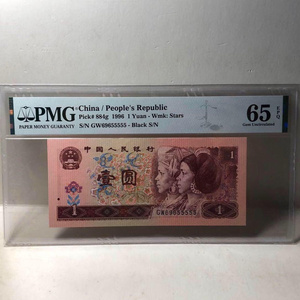 PMG
PAPER MONEY GUARANTY
China / People's Republic
Pick# 884g 1996 1 Yuan - Wmk: Stars
S/N GW69655555 - Black S/N
65 EPQ
Gem Uncirculated
中国人民银行
1
壹圆
1
1
GW69655555